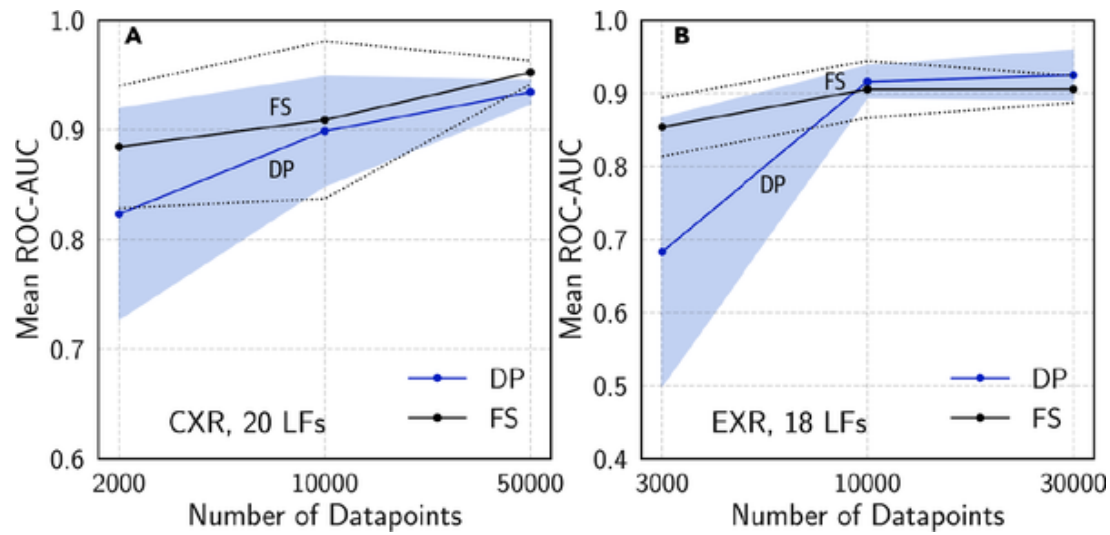 A
1.0
0.9
0.8
0.7
0.6
Mean ROC-AUC
FS
DP
DP
FS
CXR, 20 LFs
2000
10000
50000
Number of Datapoints
B
1.0
0.9
0.8
0.7
0.6
0.5
0.4
Mean ROC-AUC
FS
DP
DP
FS
EXR, 18 LFs
3000
10000
30000
Number of Datapoints